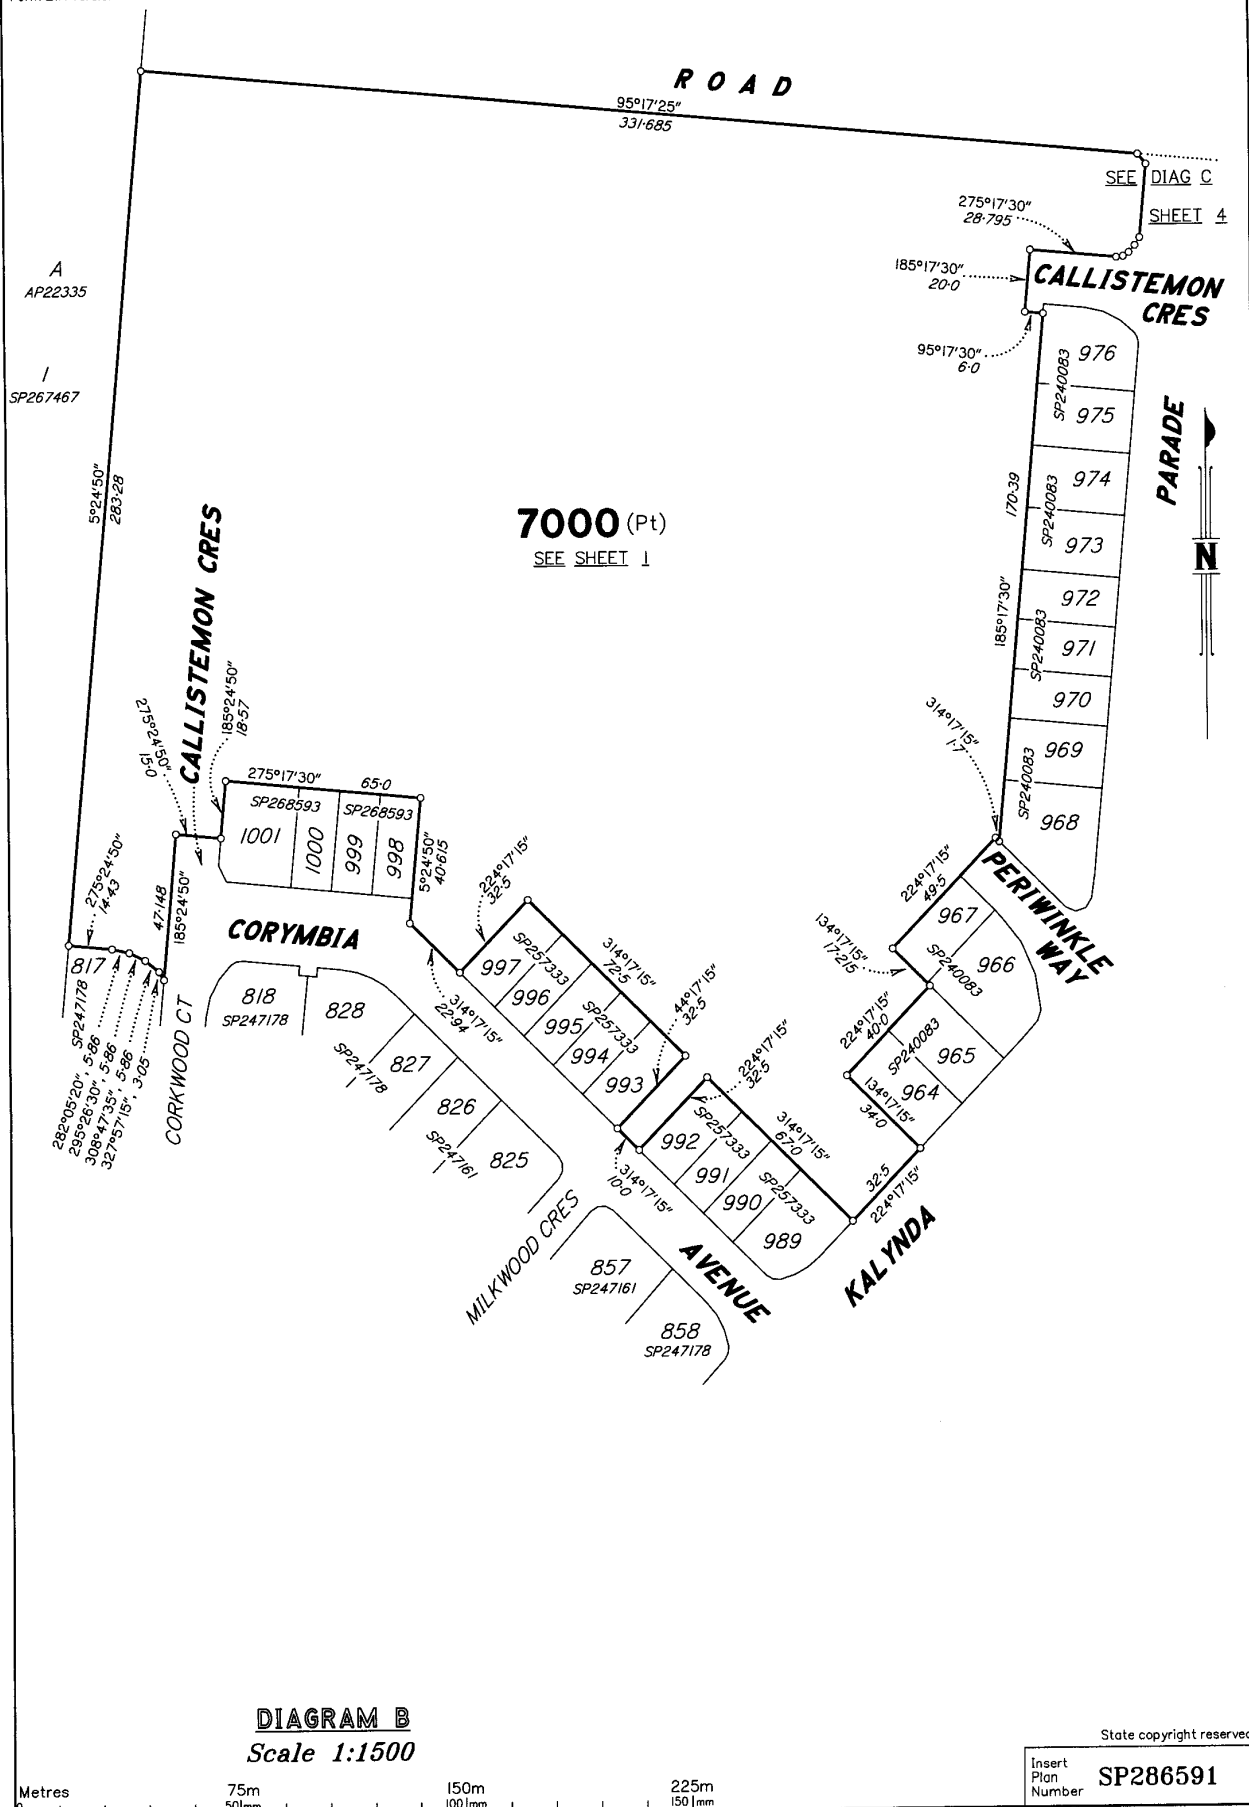 ROAD
95°17'25"
331·685
SEE DIAG C
SHEET 4
275°17'30"
28·795
185°17'30"
20·0
CALLISTEMON
CRES
95°17'30"
6·0
A
AP22335
1
SP267467
5°24'50"
283·28
7000 (Pt)
SEE SHEET 1
976
SP240083
975
974
SP240083
973
972
SP240083
971
970
969
SP240083
968
170·39
185°17'30"
PARADE
N
314°17'15"
1·7
CALLISTEMON CRES
275°24'50"
15·0
185°24'50"
18·57
275°17'30"
65·0
SP268593
SP268593
1001
1000
999
998
5°24'50"
40·615
275°24'50"
14·43
47·148
185°24'50"
817
SP247178
282°05'20", 5·86
295°26'30", 5·86
308°47'35", 5·86
327°57'15", 3·05
CORKWOOD CT
CORYMBIA
818
SP247178
828
SP247178
827
826
SP247161
825
314°17'15"
22·94
224°17'15"
32·5
997
SP257333
996
995
SP257333
994
993
314°17'15"
72·5
44°17'15"
32·5
224°17'15"
32·5
314°17'15"
10·0
992
SP257333
991
990
SP257333
989
314°17'15"
67·0
224°17'15"
49·5
134°17'15"
17·215
967
SP240083
966
PERIWINKLE
WAY
224°17'15"
40·0
SP240083
965
964
134°17'15"
34·0
32·5
224°17'15"
KALYNDA
MILKWOOD CRES
857
SP247161
858
SP247178
AVENUE
DIAGRAM B
Scale 1:1500
State copyright reserved
Insert
Plan
Number
SP286591
Metres
75m
150m
225m
50mm
100mm
150mm